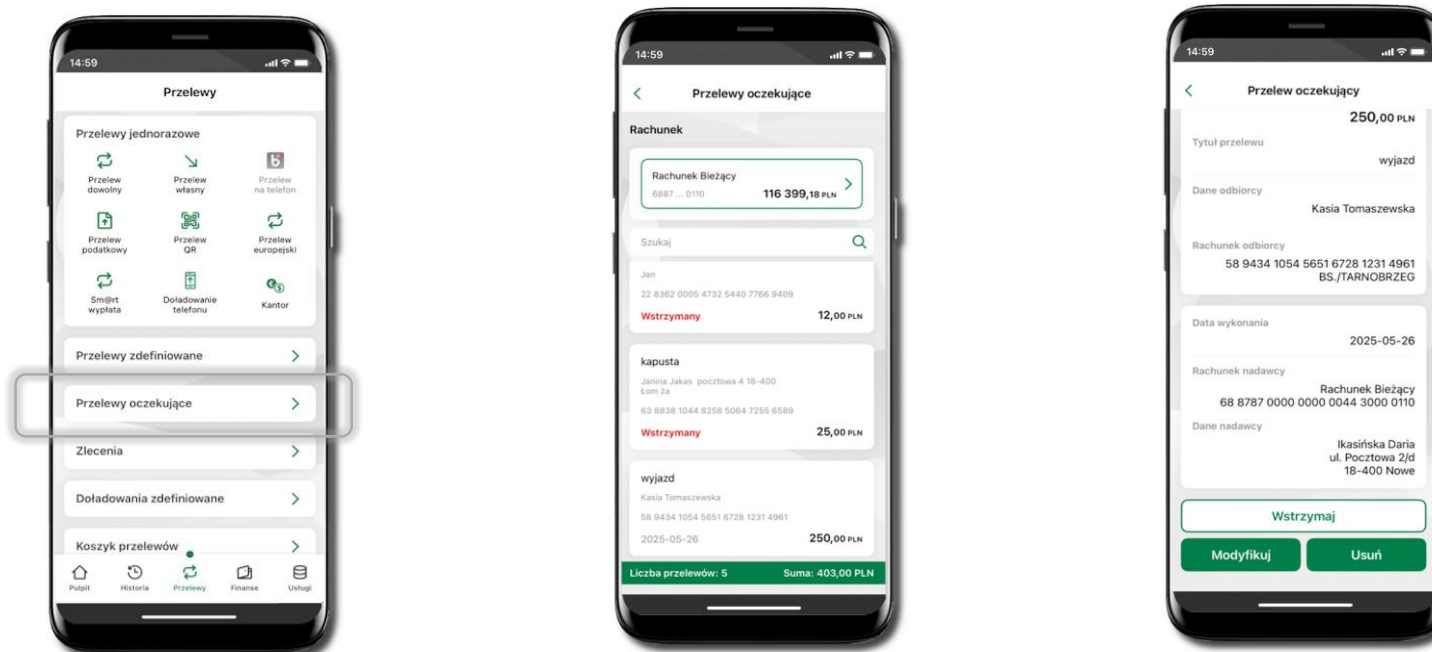 14:59
Przelewy
Przelewy jednorazowe
Przelew dowolny
Przelew własny
Przelew na telefon
Przelew podatkowy
Przelew QR
Przelew europejski
Sm@rt wypłata
Doładowanie telefonu
Kantor
Przelewy zdefiniowane
Przelewy oczekujące
Zlecenia
Doładowania zdefiniowane
Koszyk przelewów
Pulpit Historia Przelewy Finanse Usługi
14:59
Przelewy oczekujące
Rachunek
Rachunek Bieżący
6887 ... 0110 116 399,18 PLN
Szukaj
Jan
22 8362 0005 4732 5440 7766 9409
Wstrzymany 12,00 PLN
kapusta
Janina Jakas pocztowa 4 18-400
Łom ża
63 8838 1044 8258 5064 7255 6589
Wstrzymany 25,00 PLN
wyjazd
Kasia Tomaszewska
58 9434 1054 5651 6728 1231 4961
2025-05-26 250,00 PLN
Liczba przelewów: 5 Suma: 403,00 PLN
14:59
Przelew oczekujący
250,00 PLN
Tytuł przelewu
wyjazd
Dane odbiorcy
Kasia Tomaszewska
Rachunek odbiorcy
58 9434 1054 5651 6728 1231 4961
BS./TARNOBRZEG
Data wykonania
2025-05-26
Rachunek nadawcy
Rachunek Bieżący
68 8787 0000 0000 0044 3000 0110
Dane nadawcy
Ikasińska Daria
ul. Pocztowa 2/d
18-400 Nowe
Wstrzymaj
Modyfikuj Usuń